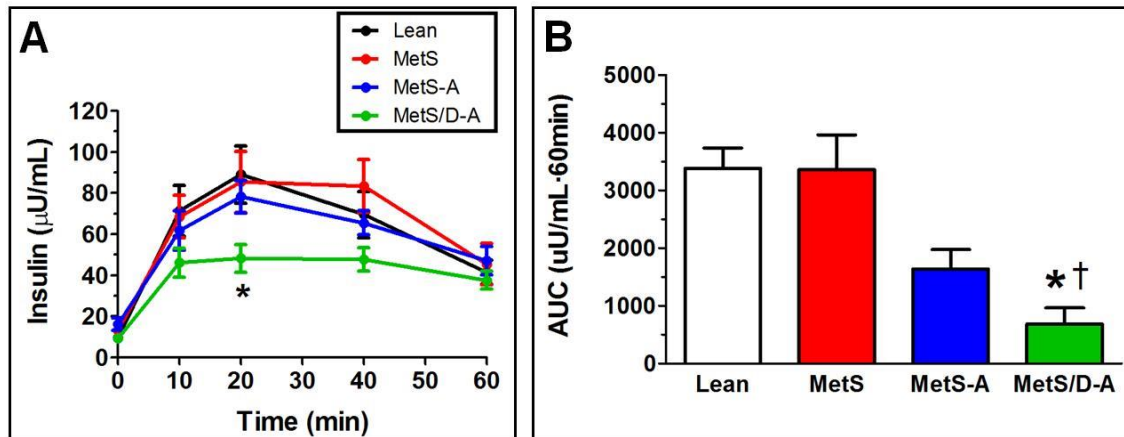 A
Lean
MetS
MetS-A
MetS/D-A
Insulin (μU/mL)
120
100
80
60
40
20
0
*
0 10 20 30 40 50 60
Time (min)
B
AUC (uU/mL·60min)
5000
4000
3000
2000
1000
0
*†
Lean MetS MetS-A MetS/D-A